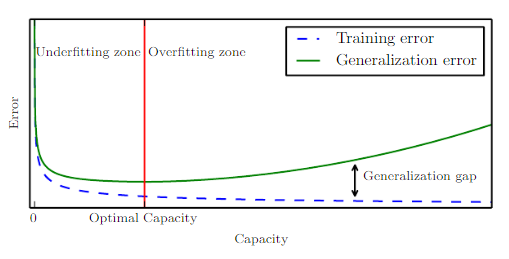 Training error
Generalization error
Underfitting zone
Overfitting zone
Error
Generalization gap
0
Optimal Capacity
Capacity